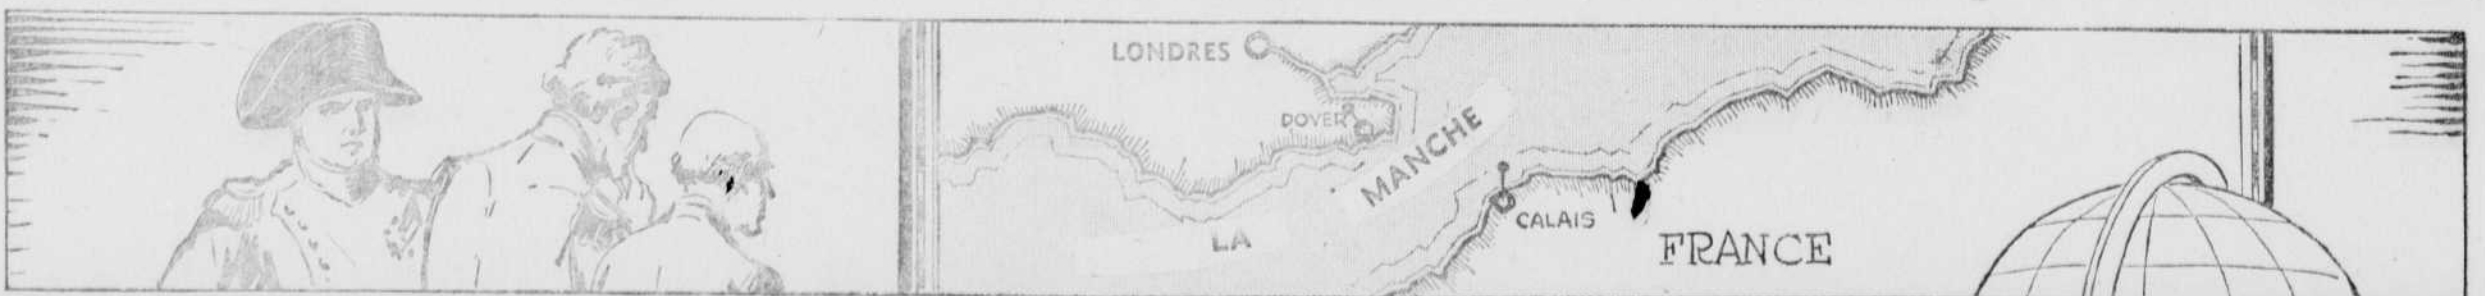 LONDRES
DOVER
LA MANCHE
CALAIS
FRANCE